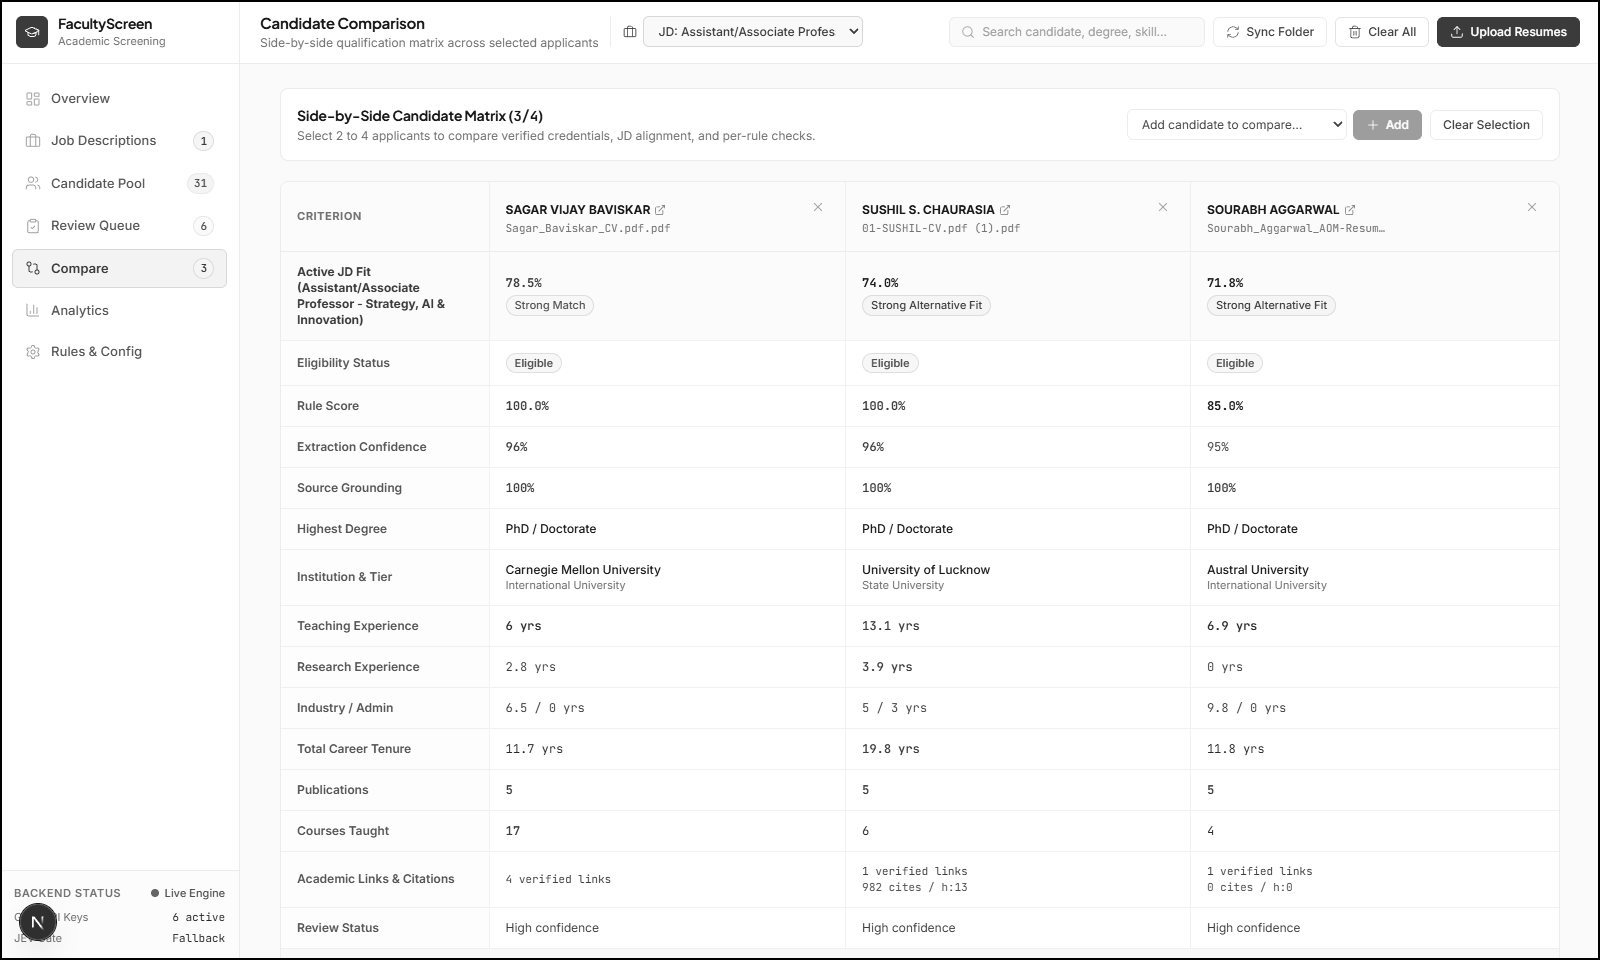 FacultyScreen
Academic Screening
Candidate Comparison
Side-by-side qualification matrix across selected applicants
JD: Assistant/Associate Profes
Search candidate, degree, skill...
Sync Folder
Clear All
Upload Resumes
Overview
Job Descriptions 1
Candidate Pool 31
Review Queue 6
Compare 3
Analytics
Rules & Config
BACKEND STATUS Live Engine
Keys 6 active
Fallback
N
Side-by-Side Candidate Matrix (3/4)
Select 2 to 4 applicants to compare verified credentials, JD alignment, and per-rule checks.
Add candidate to compare...
+ Add
Clear Selection
CRITERION
SAGAR VIJAY BAVISKAR
Sagar_Baviskar_CV.pdf.pdf
SUSHIL S. CHAURASIA
01-SUSHIL-CV.pdf (1).pdf
SOURABH AGGARWAL
Sourabh_Aggarwal_AOM-Resum…
Active JD Fit
(Assistant/Associate
Professor - Strategy, AI &
Innovation)
78.5%
Strong Match
74.0%
Strong Alternative Fit
71.8%
Strong Alternative Fit
Eligibility Status Eligible Eligible Eligible
Rule Score 100.0% 100.0% 85.0%
Extraction Confidence 96% 96% 95%
Source Grounding 100% 100% 100%
Highest Degree PhD / Doctorate PhD / Doctorate PhD / Doctorate
Institution & Tier
Carnegie Mellon University
International University
University of Lucknow
State University
Austral University
International University
Teaching Experience 6 yrs 13.1 yrs 6.9 yrs
Research Experience 2.8 yrs 3.9 yrs 0 yrs
Industry / Admin 6.5 / 0 yrs 5 / 3 yrs 9.8 / 0 yrs
Total Career Tenure 11.7 yrs 19.8 yrs 11.8 yrs
Publications 5 5 5
Courses Taught 17 6 4
Academic Links & Citations
4 verified links
1 verified links
982 cites / h:13
1 verified links
0 cites / h:0
Review Status High confidence High confidence High confidence